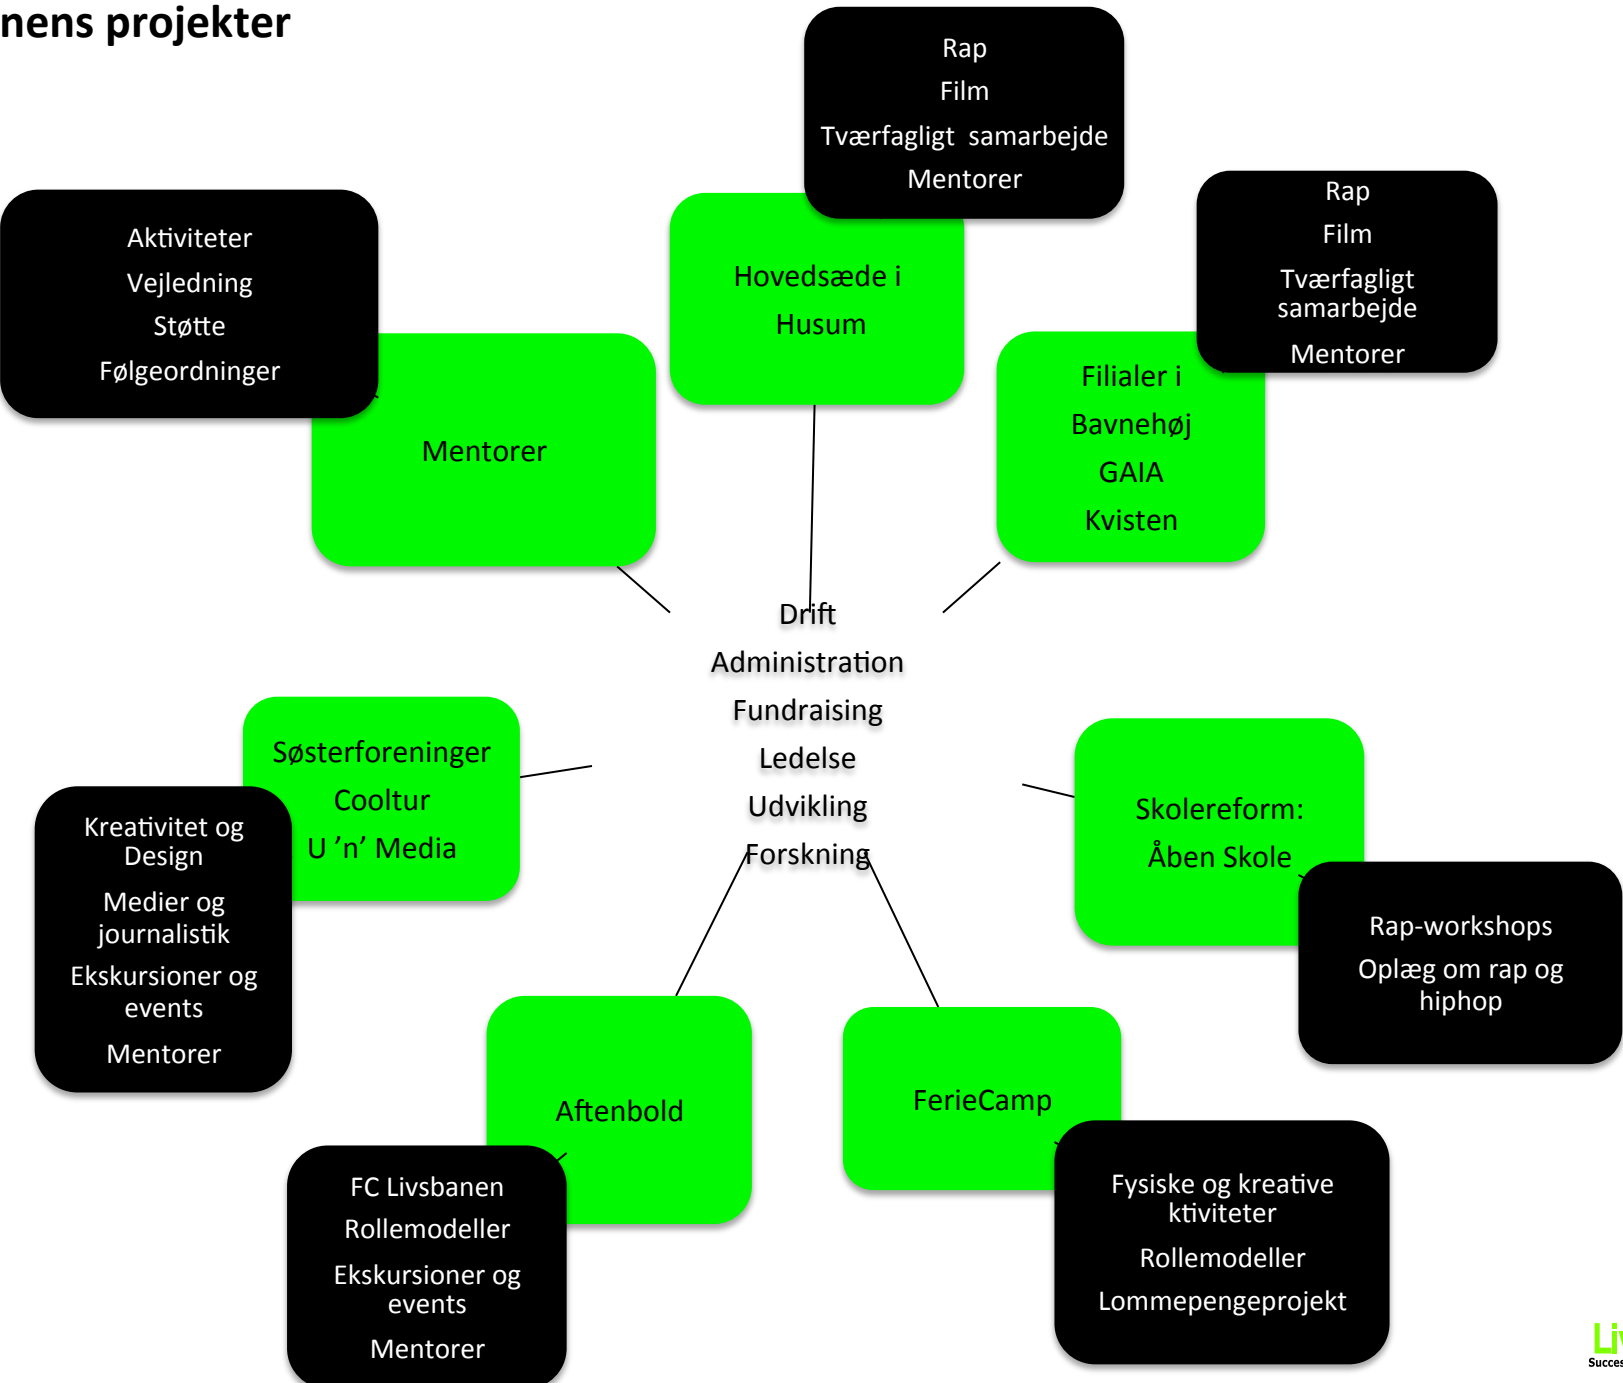 nens projekter
Rap
Film
Tværfagligt samarbejde
Mentorer
Rap
Film
Tværfagligt
samarbejde
Mentorer
Aktiviteter
Vejledning
Støtte
Følgeordninger
Hovedsæde i
Husum
Filialer i
Bavnehøj
GAIA
Kvisten
Mentorer
Drift
Administration
Fundraising
Ledelse
Udvikling
Forskning
Søsterforeninger
Cooltur
U ’n’ Media
Kreativitet og
Design
Medier og
journalistik
Ekskursioner og
events
Mentorer
Skolereform:
Åben Skole
Rap-workshops
Oplæg om rap og
hiphop
Aftenbold
FC Livsbanen
Rollemodeller
Ekskursioner og
events
Mentorer
FerieCamp
Fysiske og kreative
ktiviteter
Rollemodeller
Lommepengeprojekt
Liv
Succes